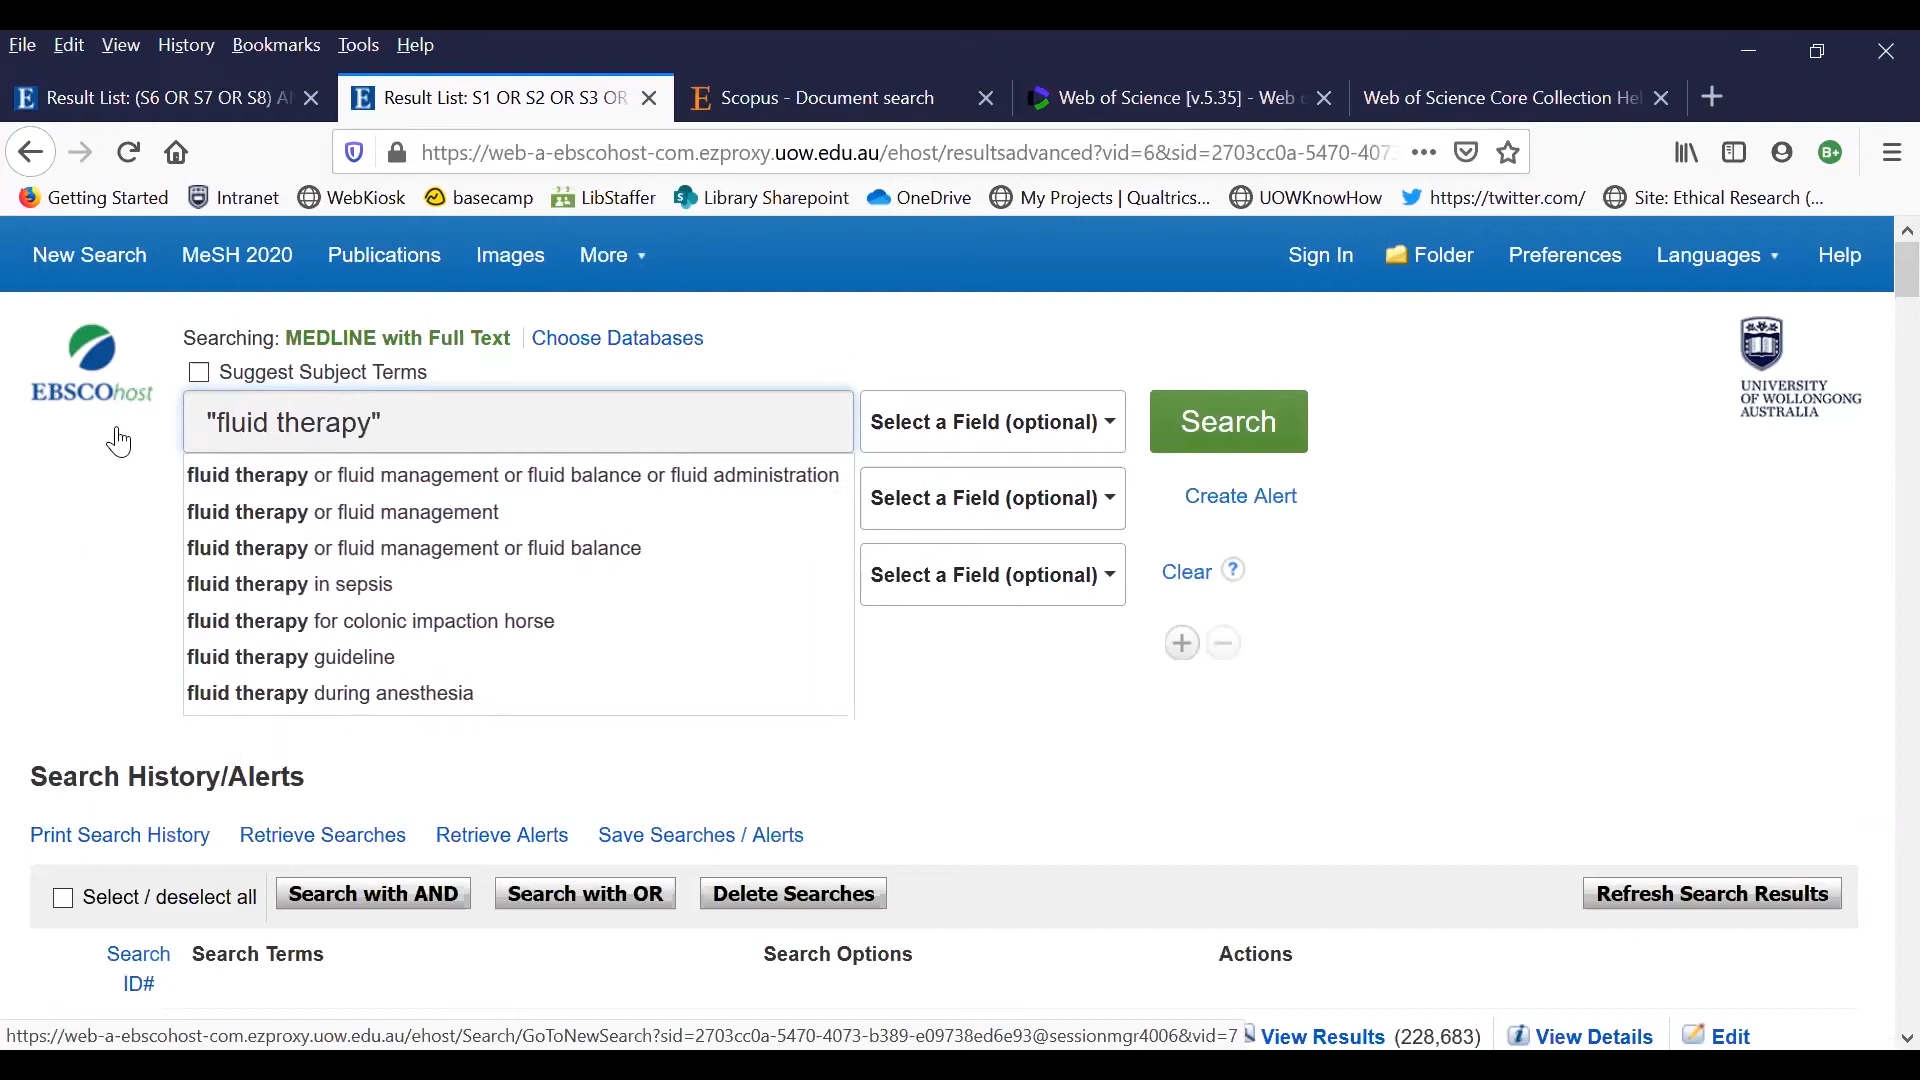 File Edit View History Bookmarks Tools Help
Result List: (S6 OR S7 OR S8) A
Result List: S1 OR S2 OR S3 OR
Scopus - Document search
Web of Science [v.5.35] - Web
Web of Science Core Collection He
https://web-a-ebscohost-com.ezproxy.uow.edu.au/ehost/resultsadvanced?vid=6&sid=2703cc0a-5470-407
B+
Getting Started Intranet WebKiosk basecamp LibStaffer Library Sharepoint OneDrive My Projects | Qualtrics... UOWKnowHow https://twitter.com/ Site: Ethical Research (...
New Search MeSH 2020 Publications Images More Sign In Folder Preferences Languages Help
EBSCOhost
Searching: MEDLINE with Full Text Choose Databases
Suggest Subject Terms
"fluid therapy" Select a Field (optional) Search
UNIVERSITY
OF WOLLONGONG
AUSTRALIA
fluid therapy or fluid management or fluid balance or fluid administration
fluid therapy or fluid management
fluid therapy or fluid management or fluid balance
fluid therapy in sepsis
fluid therapy for colonic impaction horse
fluid therapy guideline
fluid therapy during anesthesia
Select a Field (optional) Create Alert
Select a Field (optional) Clear ?
Search History/Alerts
Print Search History Retrieve Searches Retrieve Alerts Save Searches / Alerts
Select / deselect all Search with AND Search with OR Delete Searches Refresh Search Results
Search ID# Search Terms Search Options Actions
https://web-a-ebscohost-com.ezproxy.uow.edu.au/ehost/Search/GoToNewSearch?sid=2703cc0a-5470-4073-b389-e09738ed6e93@sessionmgr4006&vid=7
View Results (228,683) View Details Edit